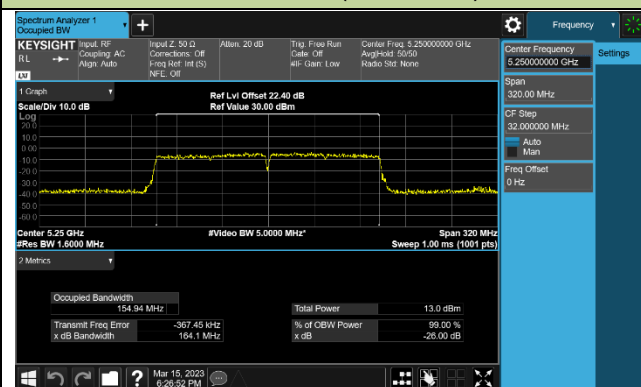 Spectrum Analyzer 1
Occupied BW
Frequency
KEYSIGHT
RL
LXI
Input: RF
Coupling: AC
Align: Auto
Input Z: 50 Ω
Corrections: Off
Freq Ref: Int (S)
NFE: Off
Atten: 20 dB
Trig: Free Run
Gate: Off
#IF Gain: Low
Center Freq: 5.250000000 GHz
Avg|Hold: 50/50
Radio Std: None
Center Frequency
5.250000000 GHz
Settings
Span
320.00 MHz
CF Step
32.000000 MHz
Auto
Man
Freq Offset
0 Hz
1 Graph
Scale/Div 10.0 dB
Ref Lvl Offset 22.40 dB
Ref Value 30.00 dBm
Log
20.0
10.0
0.00
-10.0
-20.0
-30.0
-40.0
-50.0
-60.0
Center 5.25 GHz
#Res BW 1.6000 MHz
#Video BW 5.0000 MHz*
Span 320 MHz
Sweep 1.00 ms (1001 pts)
2 Metrics
Occupied Bandwidth
154.94 MHz
Total Power 13.0 dBm
Transmit Freq Error -367.45 kHz
% of OBW Power 99.00 %
x dB Bandwidth 164.1 MHz
x dB -26.00 dB
Mar 15, 2023
6:26:52 PM